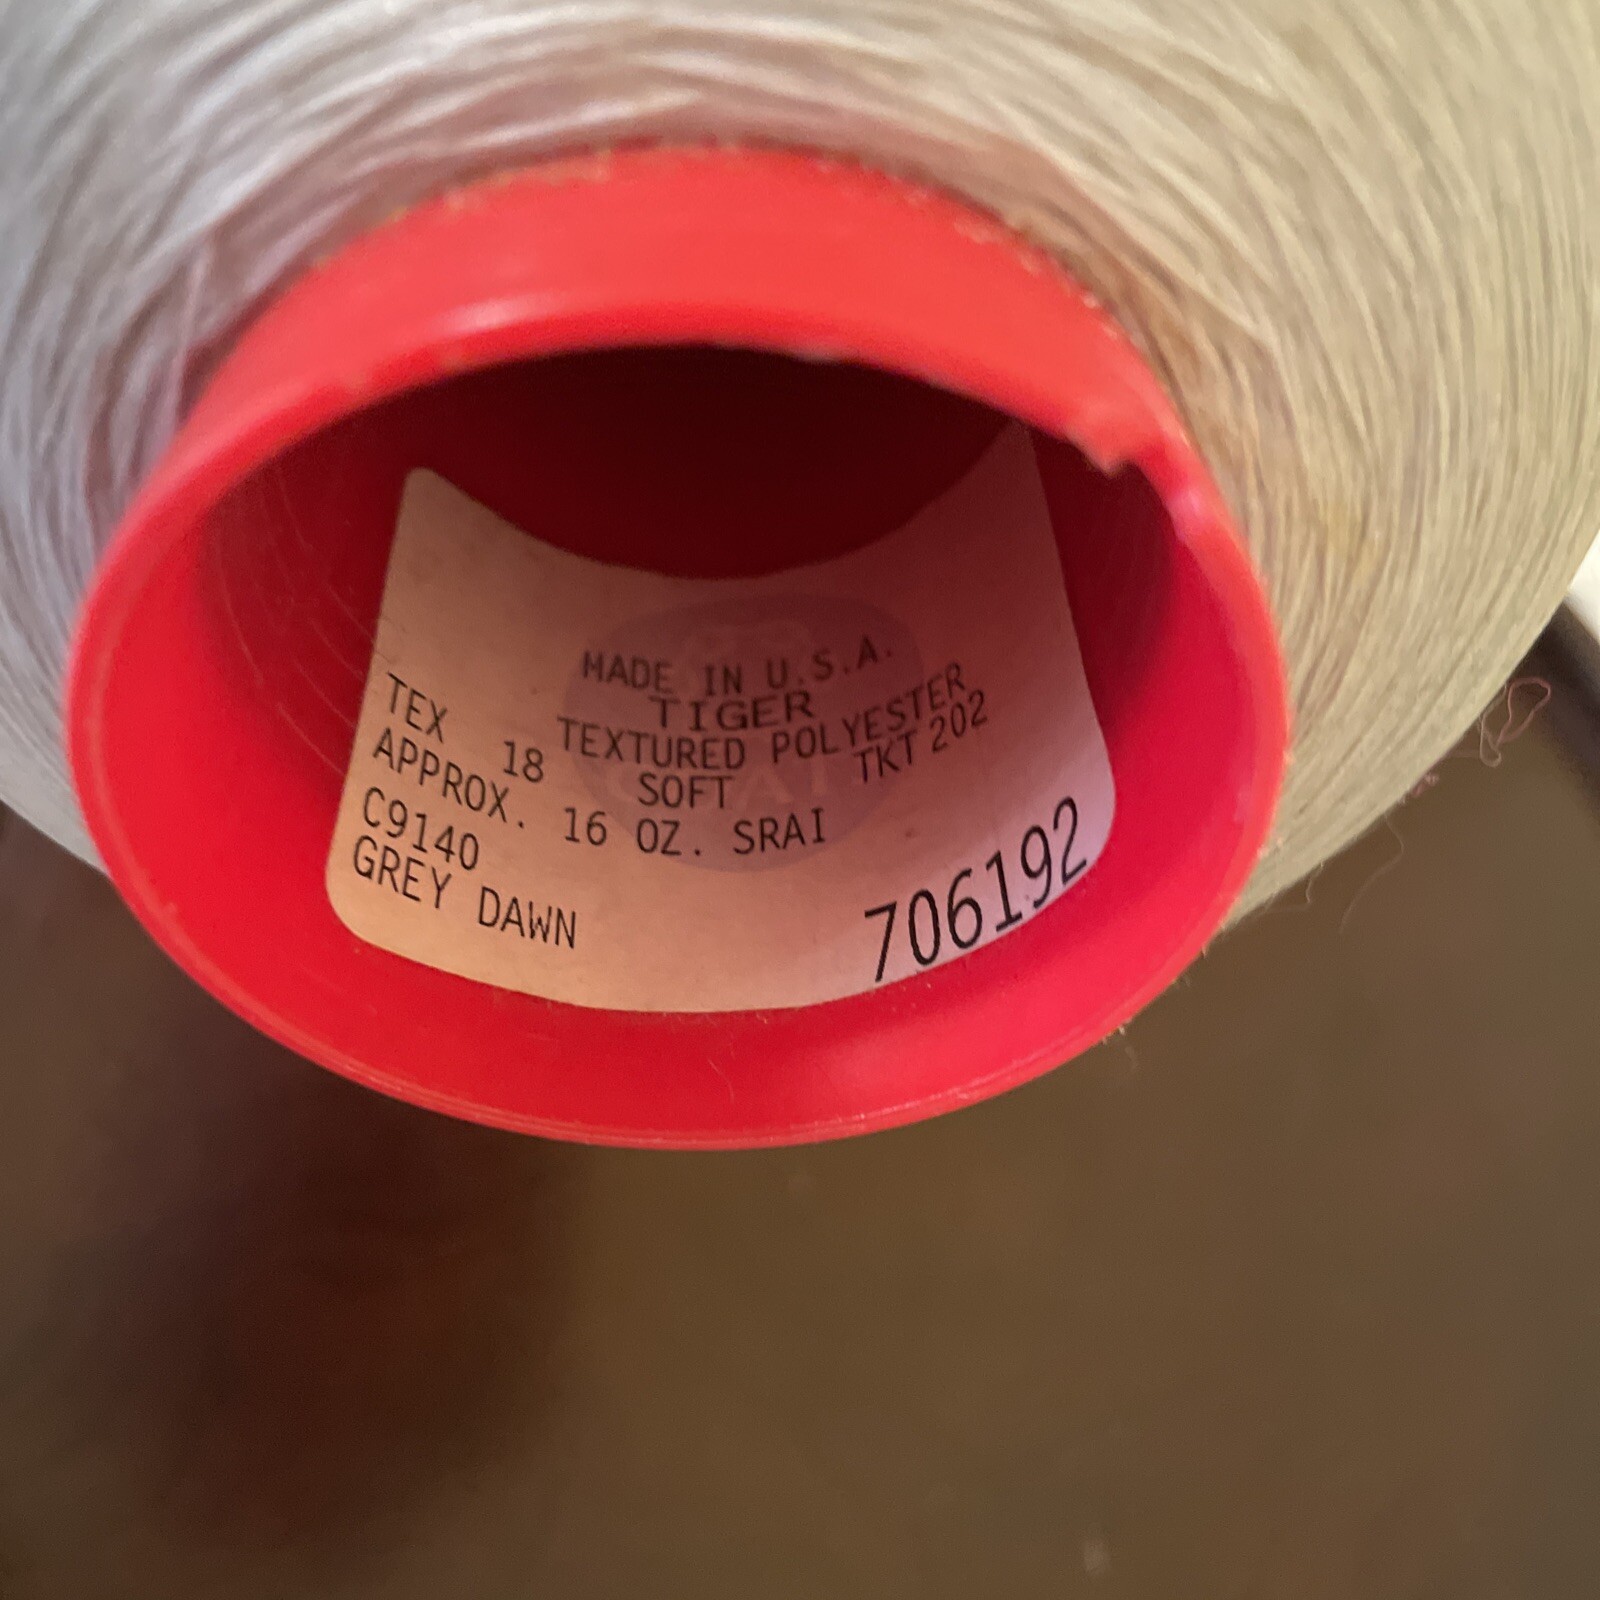 MADE IN U.S.A.
TIGER
TEX 18 TEXTURED POLYESTER
SOFT TKT 202
APPROX. 16 OZ. SRAI
C9140
GREY DAWN
706192